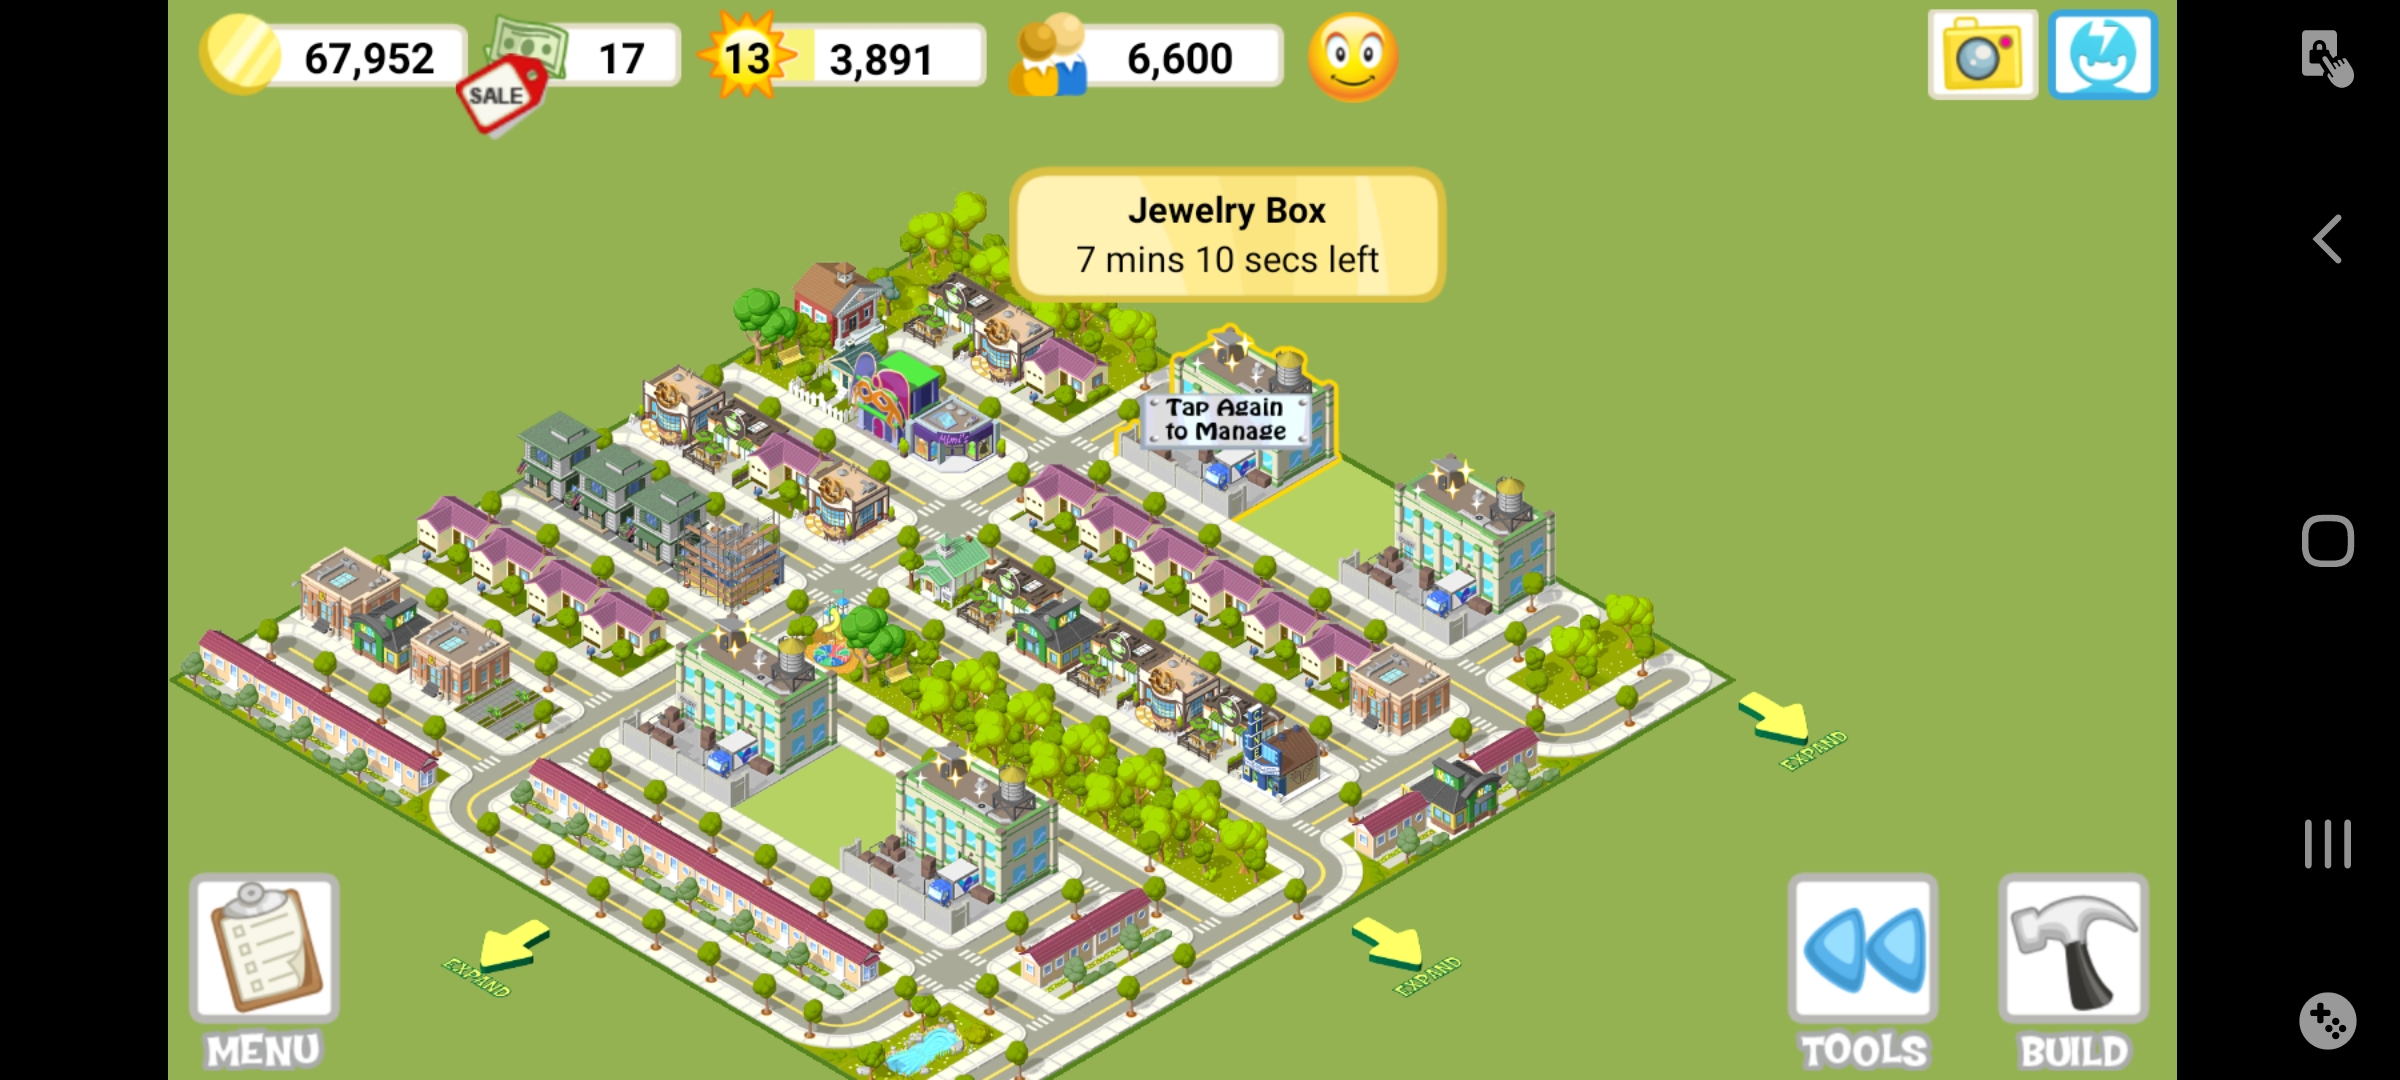 67,952
SALE
17
13
3,891
6,600
Jewelry Box
7 mins 10 secs left
Tap Again
to Manage
Mimi's
EXPAND
EXPAND
EXPAND
MENU
TOOLS
BUILD